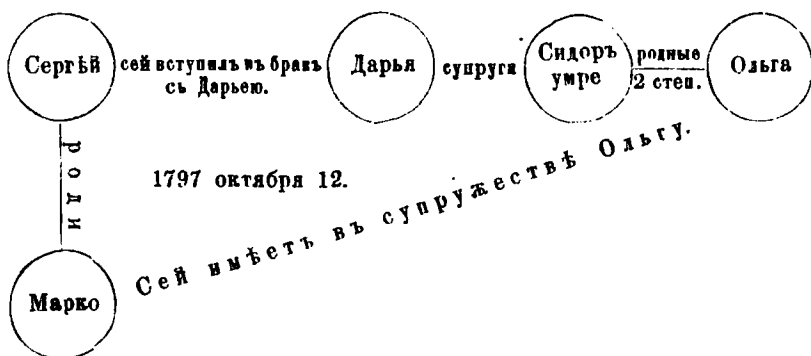 Сергѣй
сей вступилъ въ бракъ
съ Дарьею.
Дарья
супруги
Сидоръ
умре
родные
2 степ.
Ольга
роди
1797 октября 12.
Сей имѣетъ въ супружествѣ Ольгу.
Марко